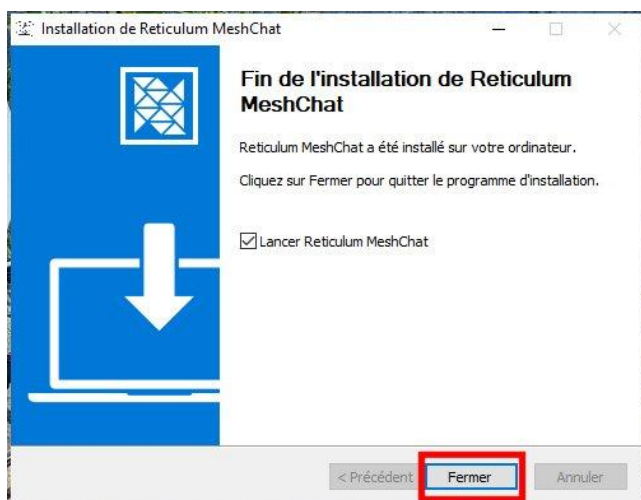 Installation de Reticulum MeshChat
Fin de l'installation de Reticulum
MeshChat
Reticulum MeshChat a été installé sur votre ordinateur.
Cliquez sur Fermer pour quitter le programme d'installation.
Lancer Reticulum MeshChat
< Précédent Fermer Annuler